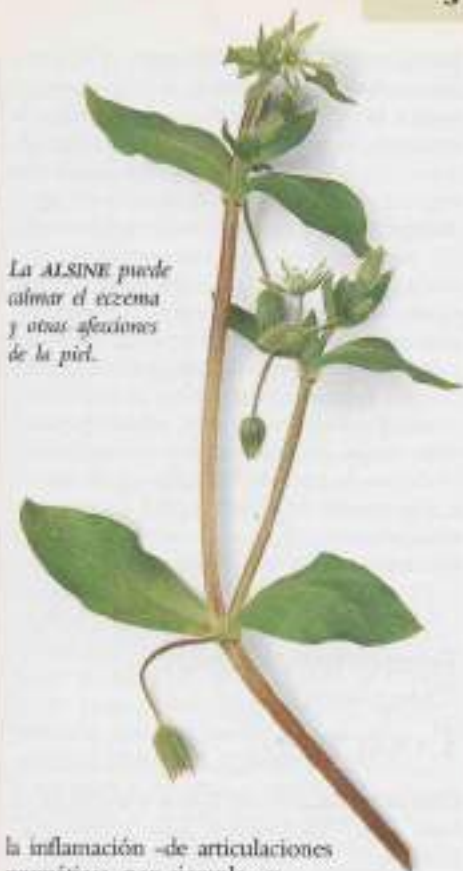 La ALSINE puede
calmar el eczema
y otras afecciones
de la piel.
la inflamación -de articulaciones